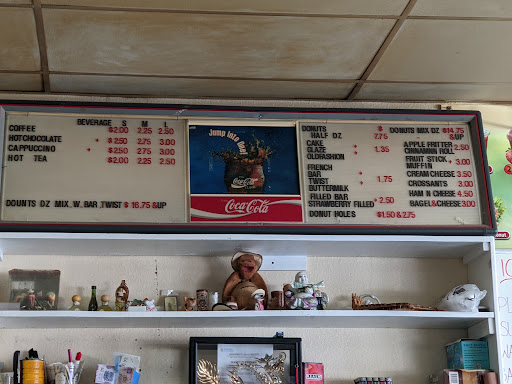 BEVERAGE S M L
COFFEE $2.00 2.25 2.50
HOT CHOCOLATE + 2.50 2.75 3.00
CAPPUCCINO $2.50 2.75 3.00
HOT TEA $2.00 2.25 2.50
DOUNTS DZ MIX.W.BAR.TWIST $ 16.75 &UP
Jump into
Coca-Cola
Coca-Cola
DONUTS $
HALF DZ 7.75
CAKE
GLAZE + 1.35
OLDFASHION
FRENCH
BAR
TWIST + 1.75
BUTTERMILK
FILLED BAR
STRAWBERRY FILLED + 2.50
DONUT HOLES $1.50 & 2.75
DONUTS MIX DZ $14.75 &UP
APPLE FRITTER 2.50
CINNAMN ROLL
FRUIT STICK + 3.00
MUFFIN
CREAM CHEESE 3.50
CROSSANTS 3.00
HAM N CHEESE 4.50
BAGEL&CHEESE 3.00